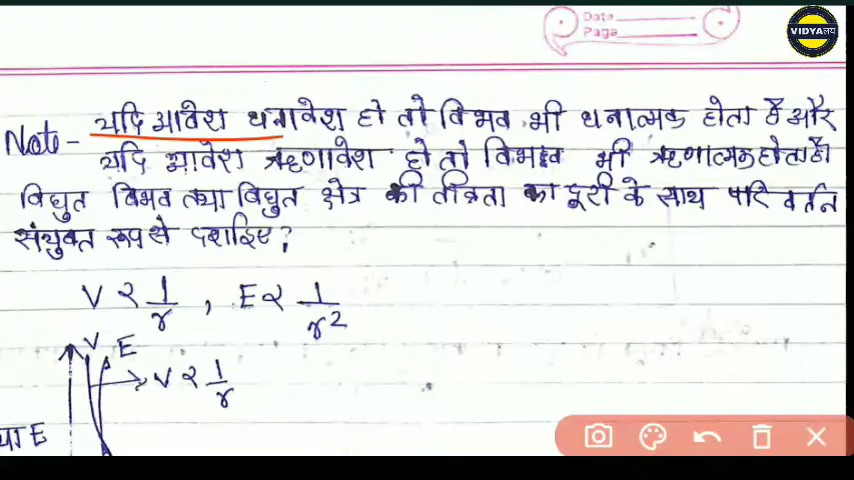 Date
Page
VIDYAलय
Note - यदि आवेश धनावेश हो तो विभव भी धनात्मक होता है और
यदि आवेश ऋणावेश हो तो विभव भी ऋणात्मक होता है।
विद्युत विभव तथा विद्युत क्षेत्र की तीव्रता का दूरी के साथ परिवर्तन
संयुक्त रूप से दर्शाइए?
V ∝ 1/r , E ∝ 1/r²
V E
V ∝ 1/r
या E